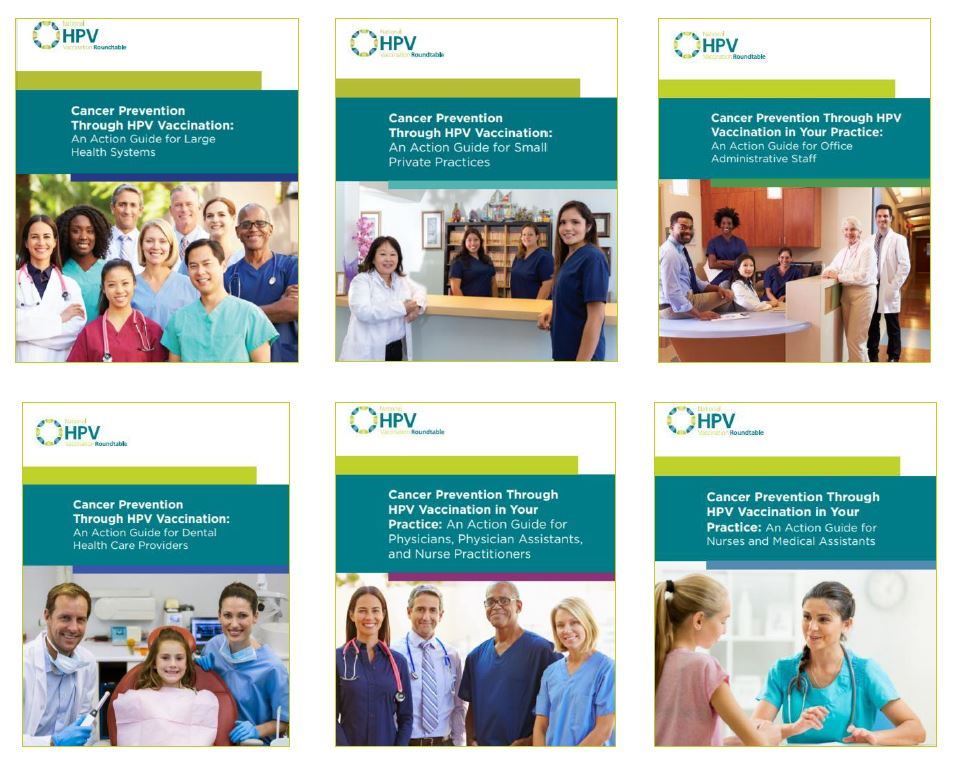 National
HPV
Vaccination Roundtable
Cancer Prevention
Through HPV Vaccination:
An Action Guide for Large
Health Systems
National
HPV
Vaccination Roundtable
Cancer Prevention
Through HPV Vaccination:
An Action Guide for Small
Private Practices
National
HPV
Vaccination Roundtable
Cancer Prevention Through HPV
Vaccination in Your Practice:
An Action Guide for Office
Administrative Staff
National
HPV
Vaccination Roundtable
Cancer Prevention
Through HPV Vaccination:
An Action Guide for Dental
Health Care Providers
National
HPV
Vaccination Roundtable
Cancer Prevention Through
HPV Vaccination in Your
Practice: An Action Guide for
Physicians, Physician Assistants,
and Nurse Practitioners
National
HPV
Vaccination Roundtable
Cancer Prevention Through
HPV Vaccination in Your
Practice: An Action Guide for
Nurses and Medical Assistants